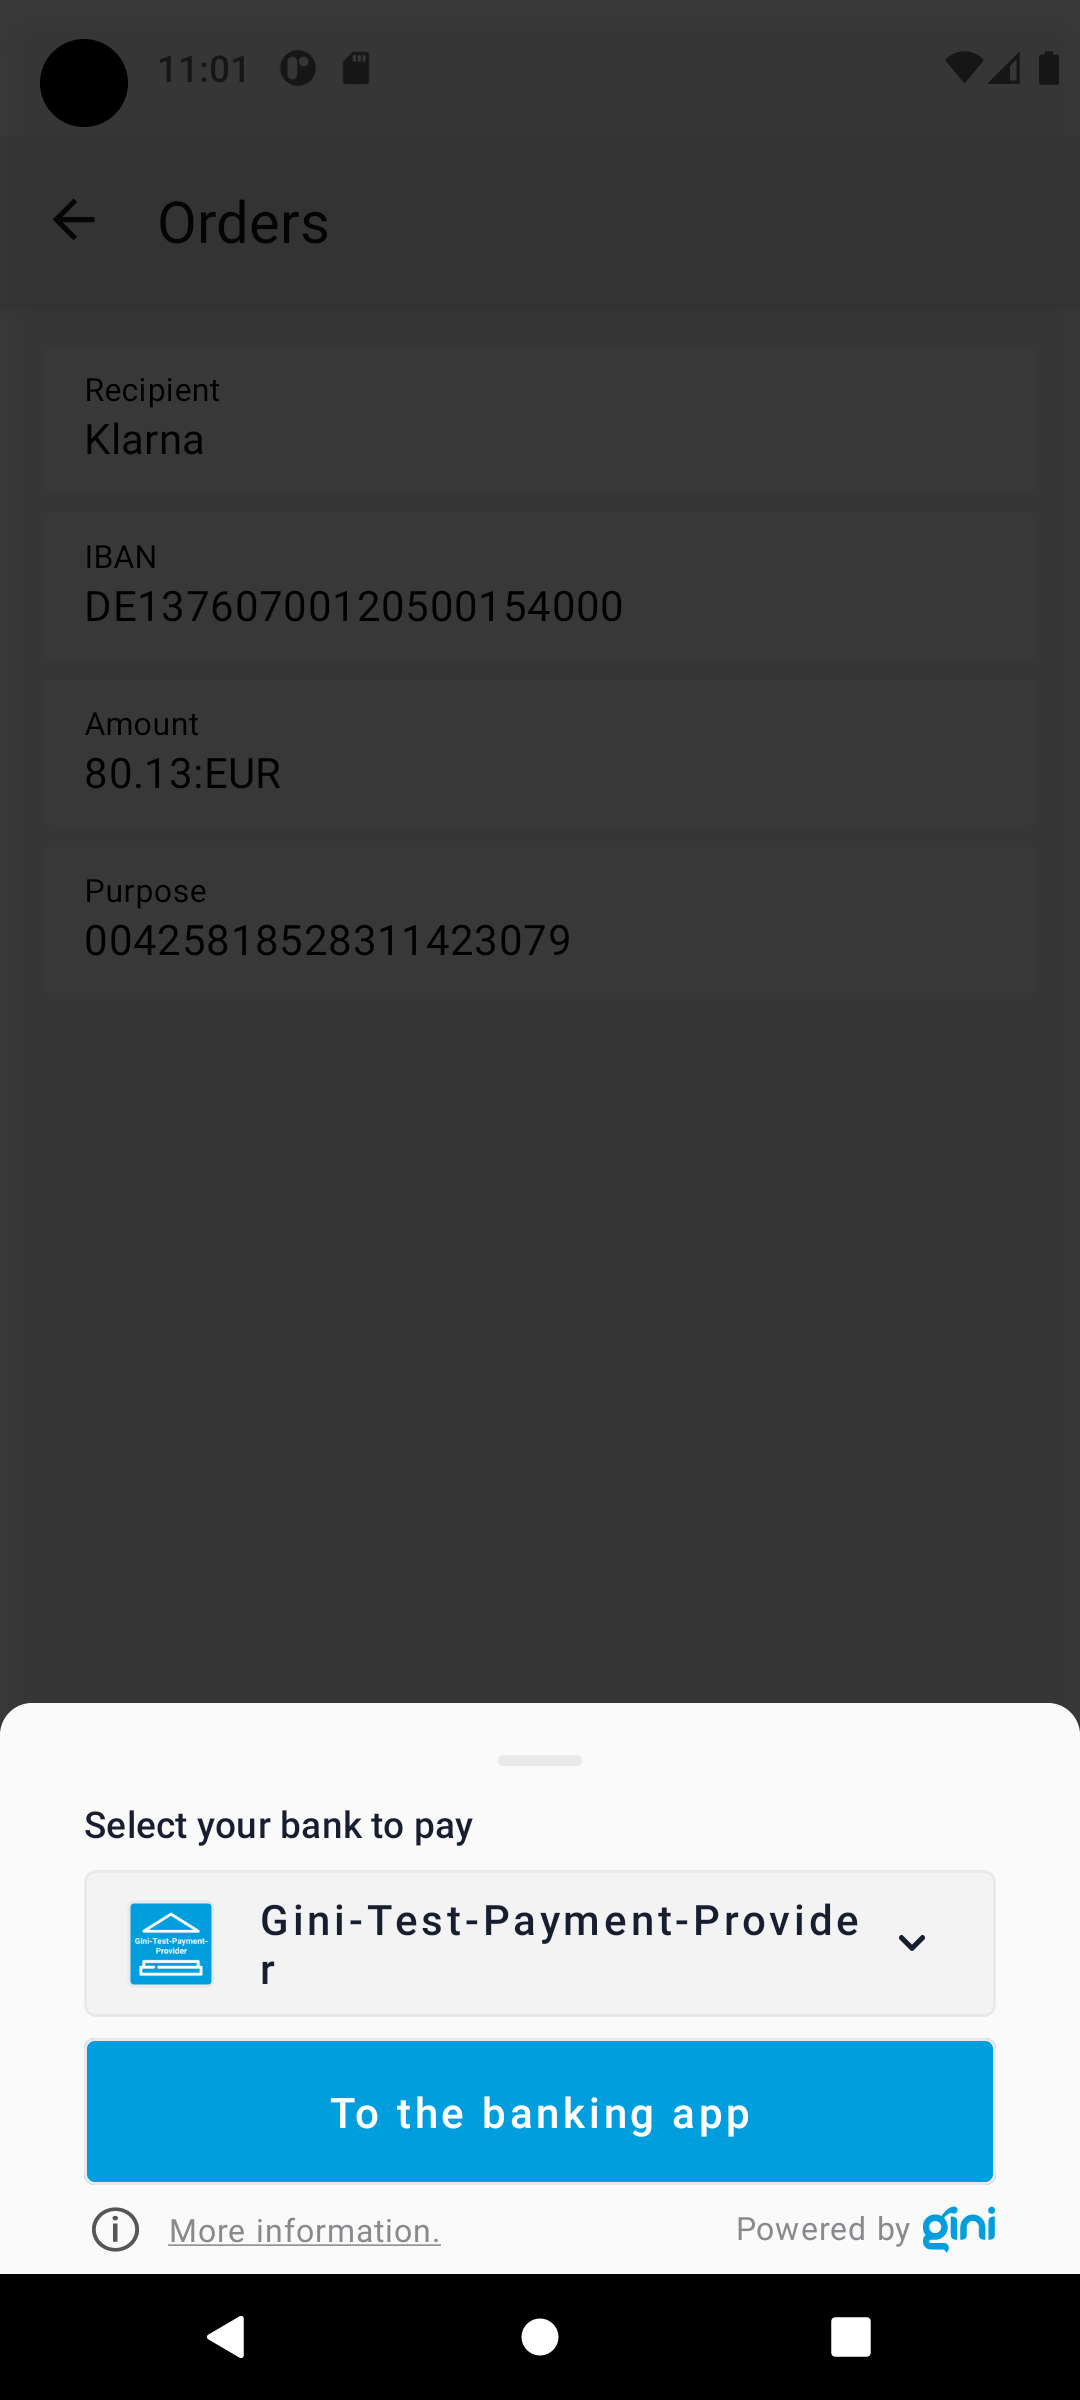 11:01
Orders
Recipient
Klarna
IBAN
DE13760700120500154000
Amount
80.13:EUR
Purpose
00425818528311423079
Select your bank to pay
Gini-Test-Payment-
Provider
Gini-Test-Payment-Provide
r
To the banking app
More information.
Powered by gini